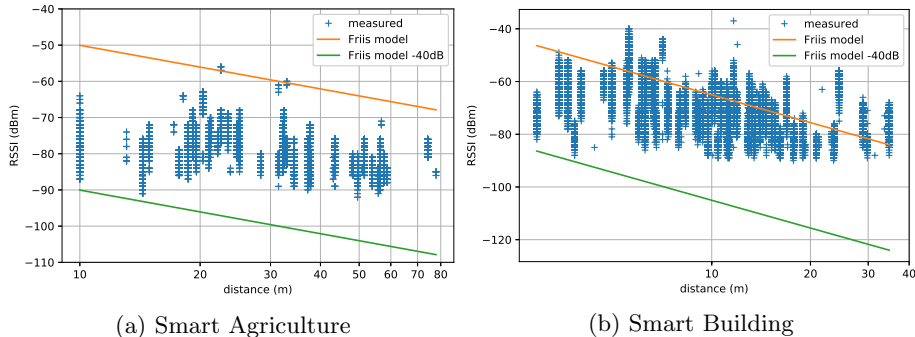 −40
−50
−60
−70
−80
−90
−100
−110
RSSI (dBm)
10
20
30
40
50
60
70
80
distance (m)
measured
Friis model
Friis model -40dB
(a) Smart Agriculture
−40
−60
−80
−100
−120
RSSI (dBm)
10
20
30
40
distance (m)
measured
Friis model
Friis model -40dB
(b) Smart Building